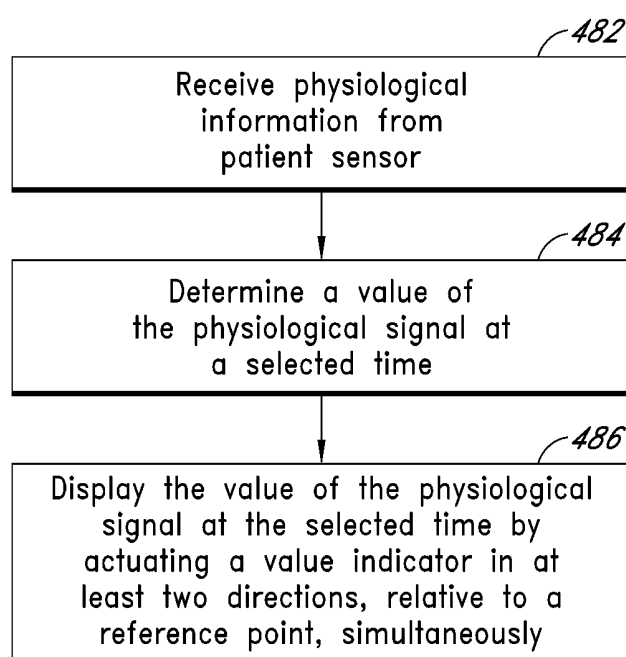 482
Receive physiological
information from
patient sensor
484
Determine a value of
the physiological signal at
a selected time
486
Display the value of the physiological
signal at the selected time by
actuating a value indicator in at
least two directions, relative to a
reference point, simultaneously